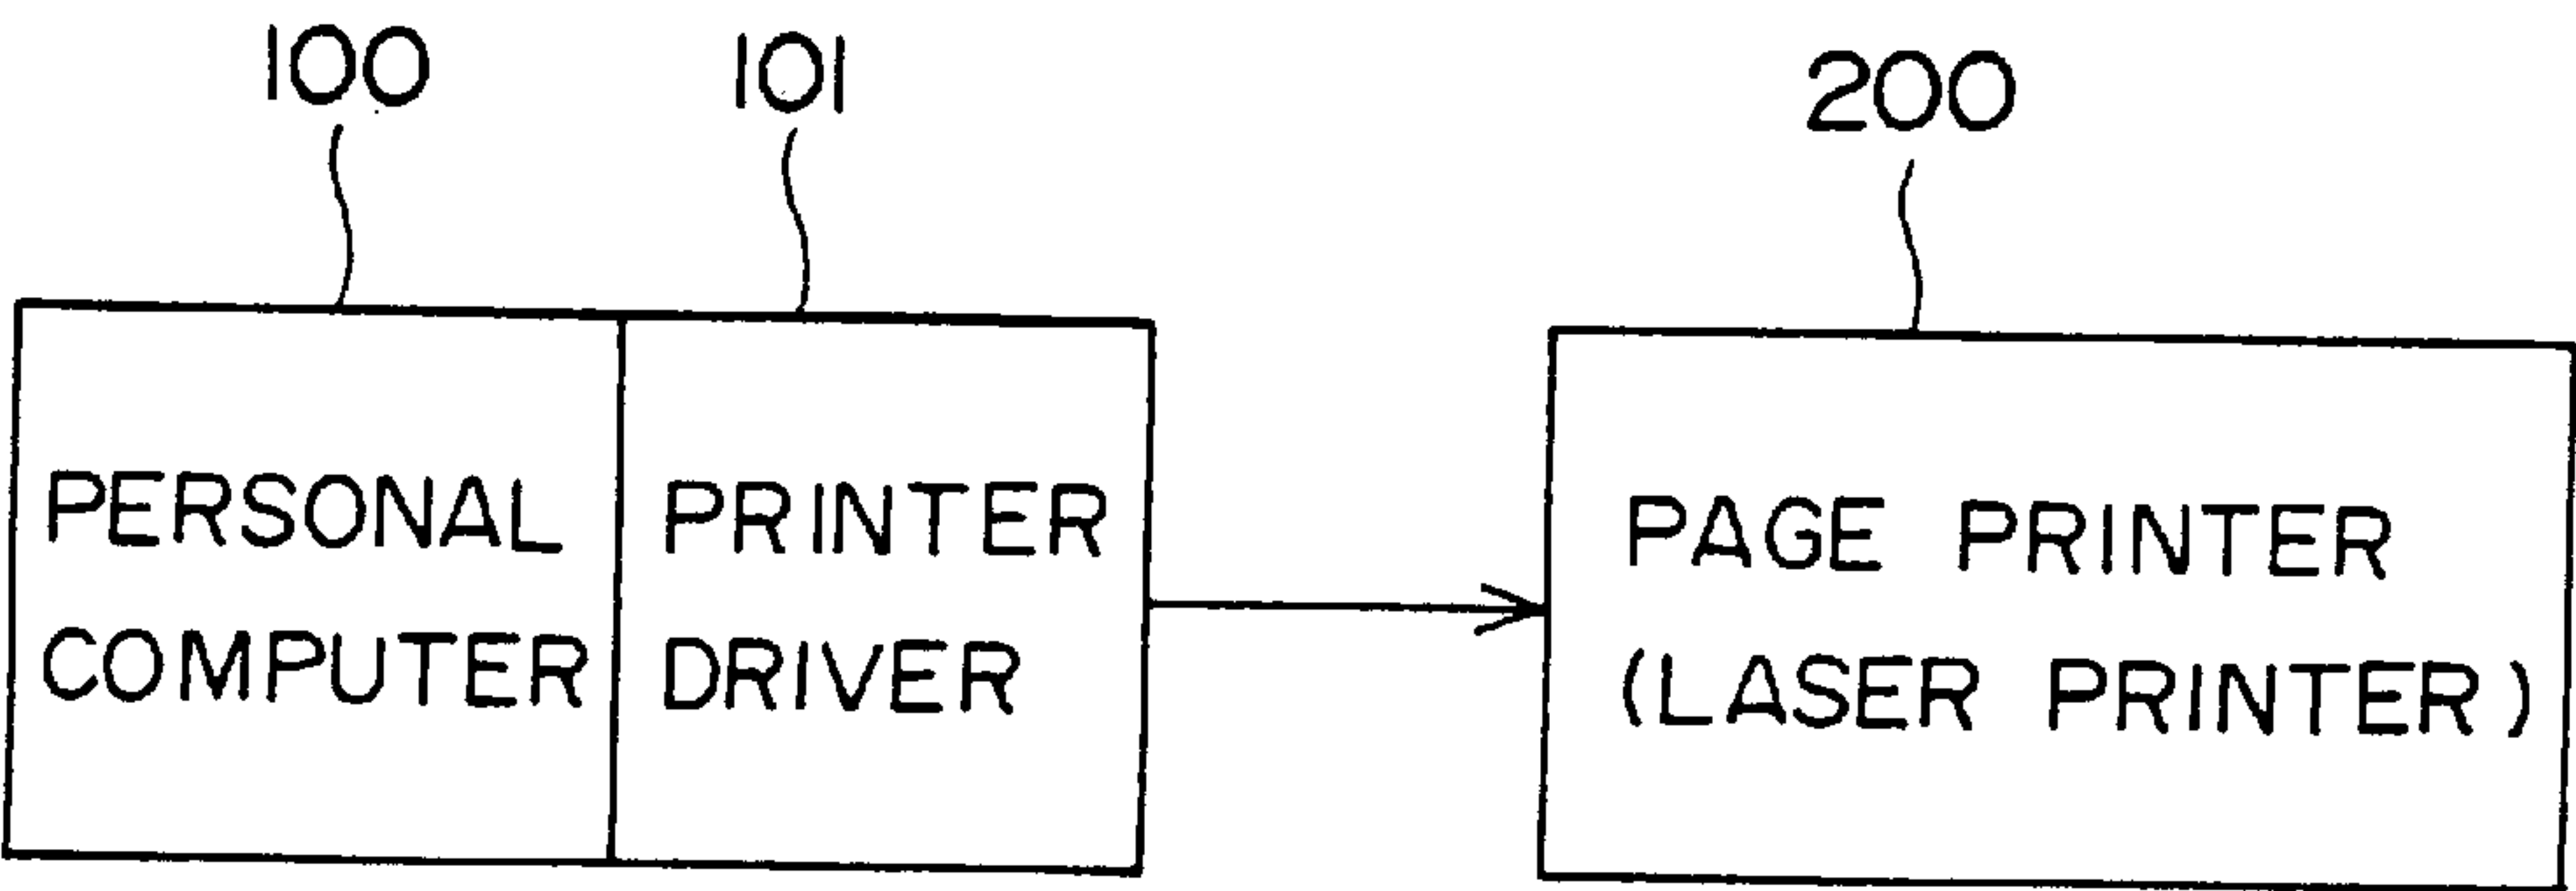 100
101
200
PERSONAL
COMPUTER
PRINTER
DRIVER
PAGE PRINTER
(LASER PRINTER)